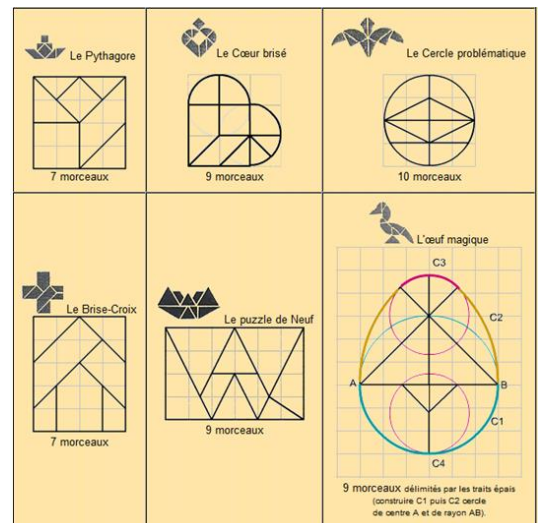 Le Pythagore
7 morceaux
Le Cœur brisé
9 morceaux
Le Cercle problématique
10 morceaux
Le Brise-Croix
7 morceaux
Le puzzle de Neuf
9 morceaux
L'œuf magique
C3
C2
A
B
C1
C4
9 morceaux délimités par les traits épais
(construire C1 puis C2 cercle
de centre A et de rayon AB).